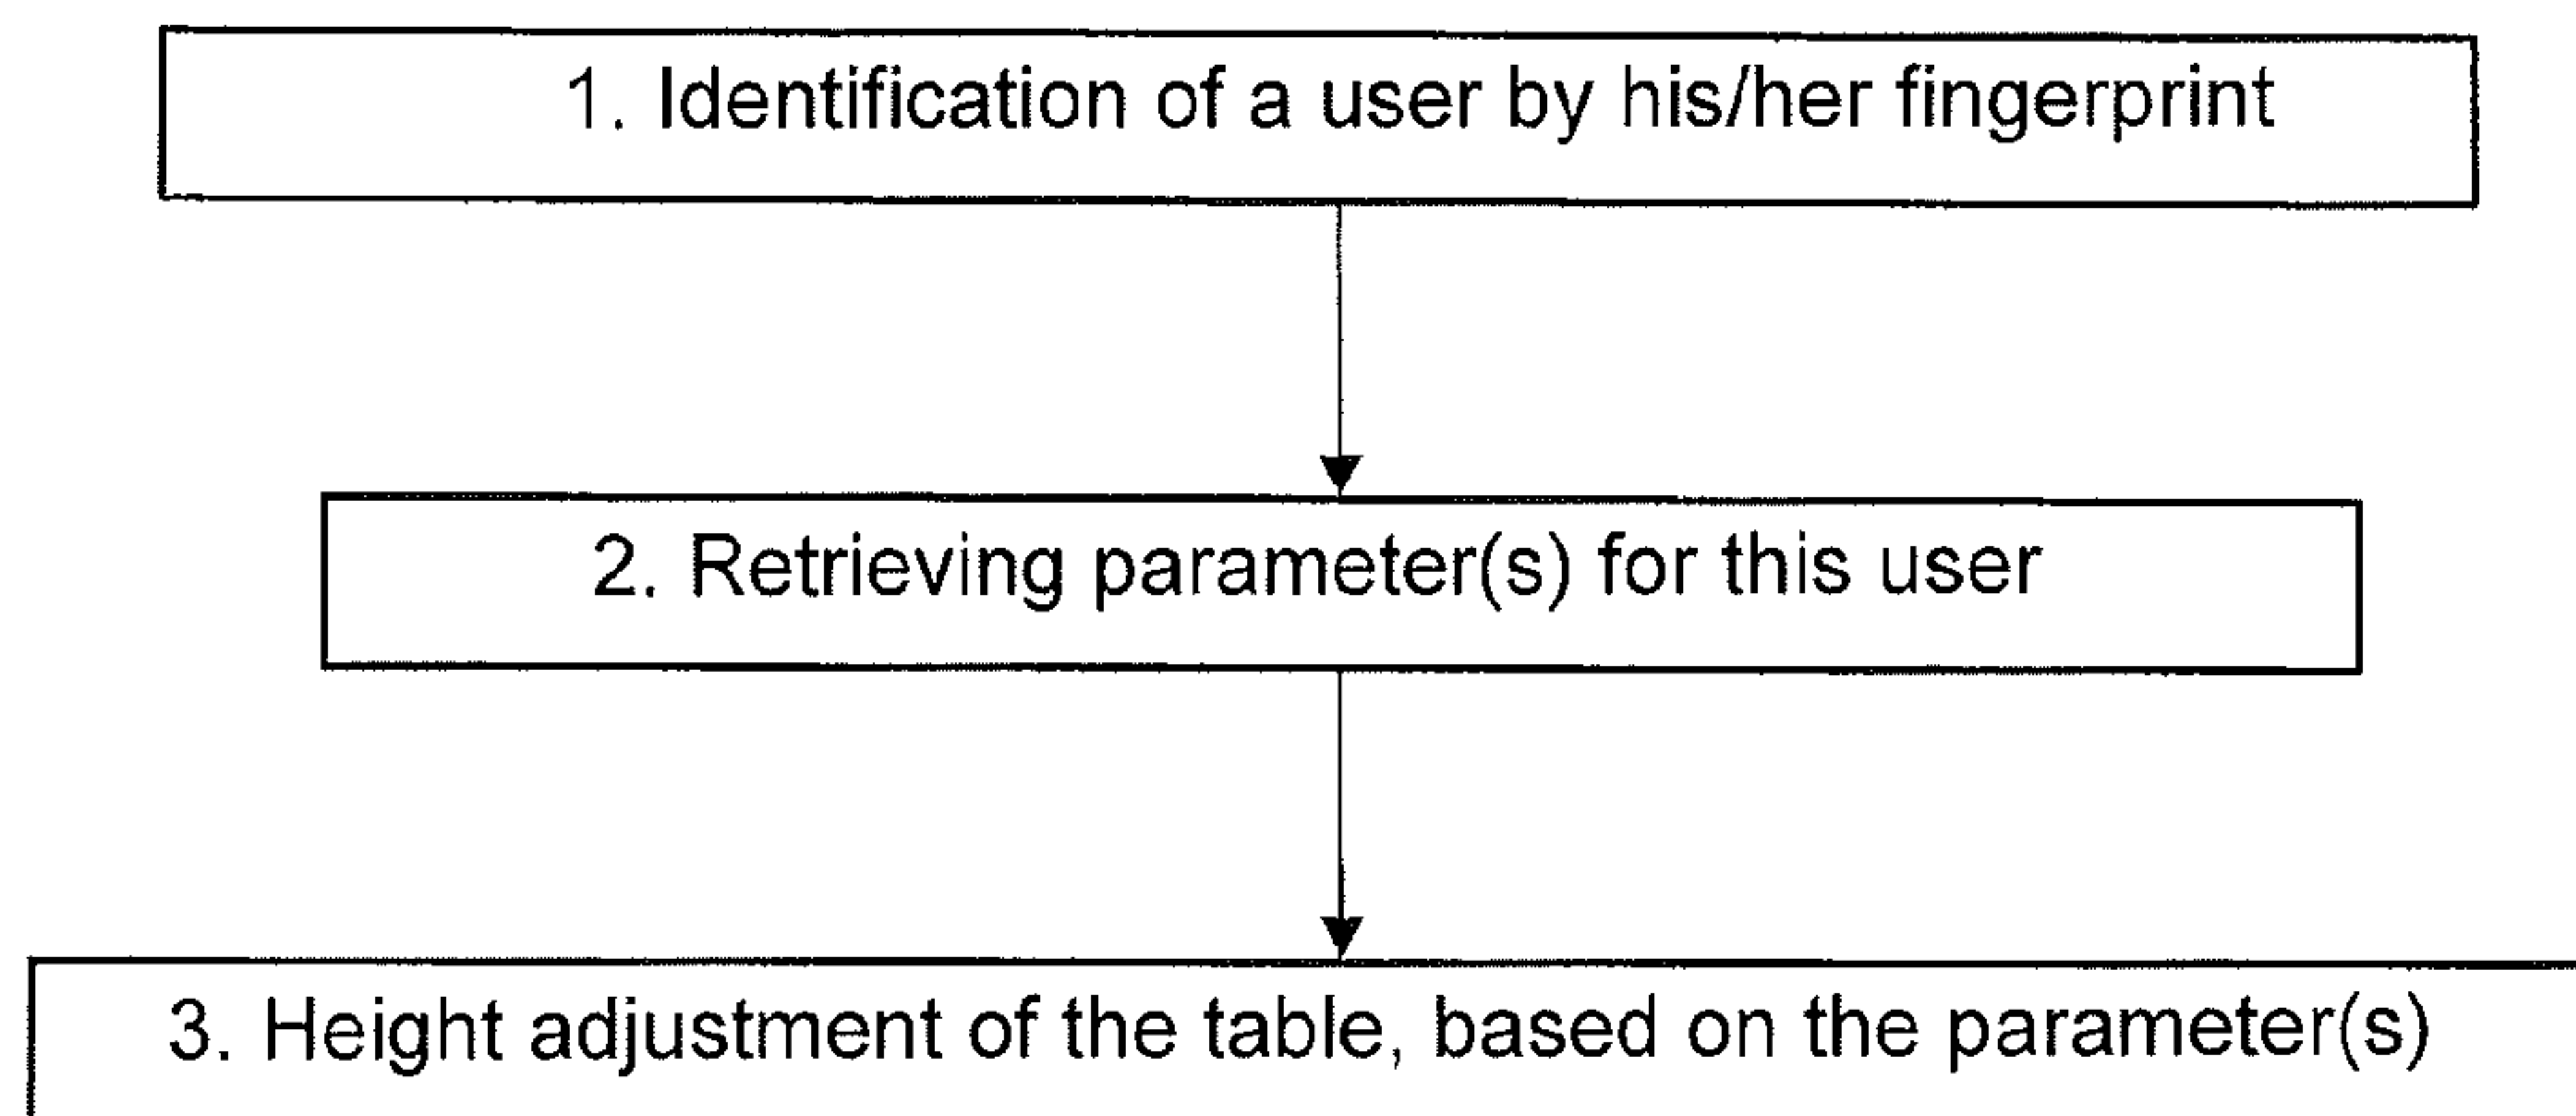 1. Identification of a user by his/her fingerprint
2. Retrieving parameter(s) for this user
3. Height adjustment of the table, based on the parameter(s)